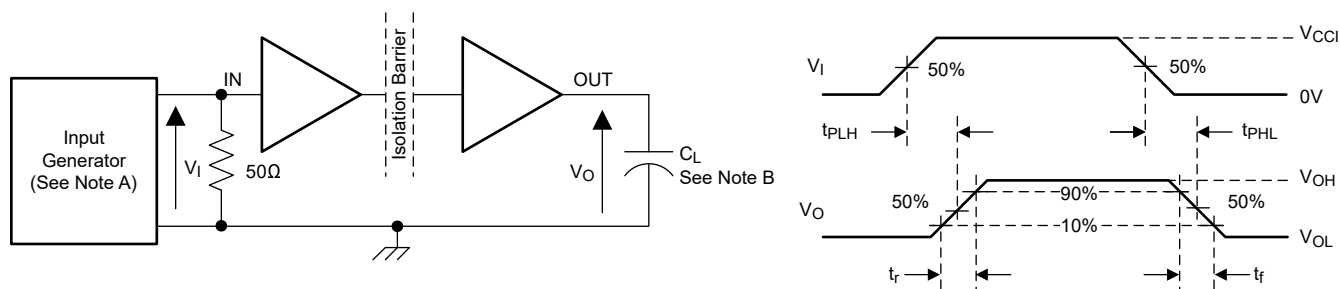 Input
Generator
(See Note A)
IN
V_I
50Ω
Isolation Barrier
OUT
V_O
C_L
See Note B
V_I
50%
50%
V_CCI
0V
t_PLH
t_PHL
V_O
50%
90%
10%
50%
V_OH
V_OL
t_r
t_f